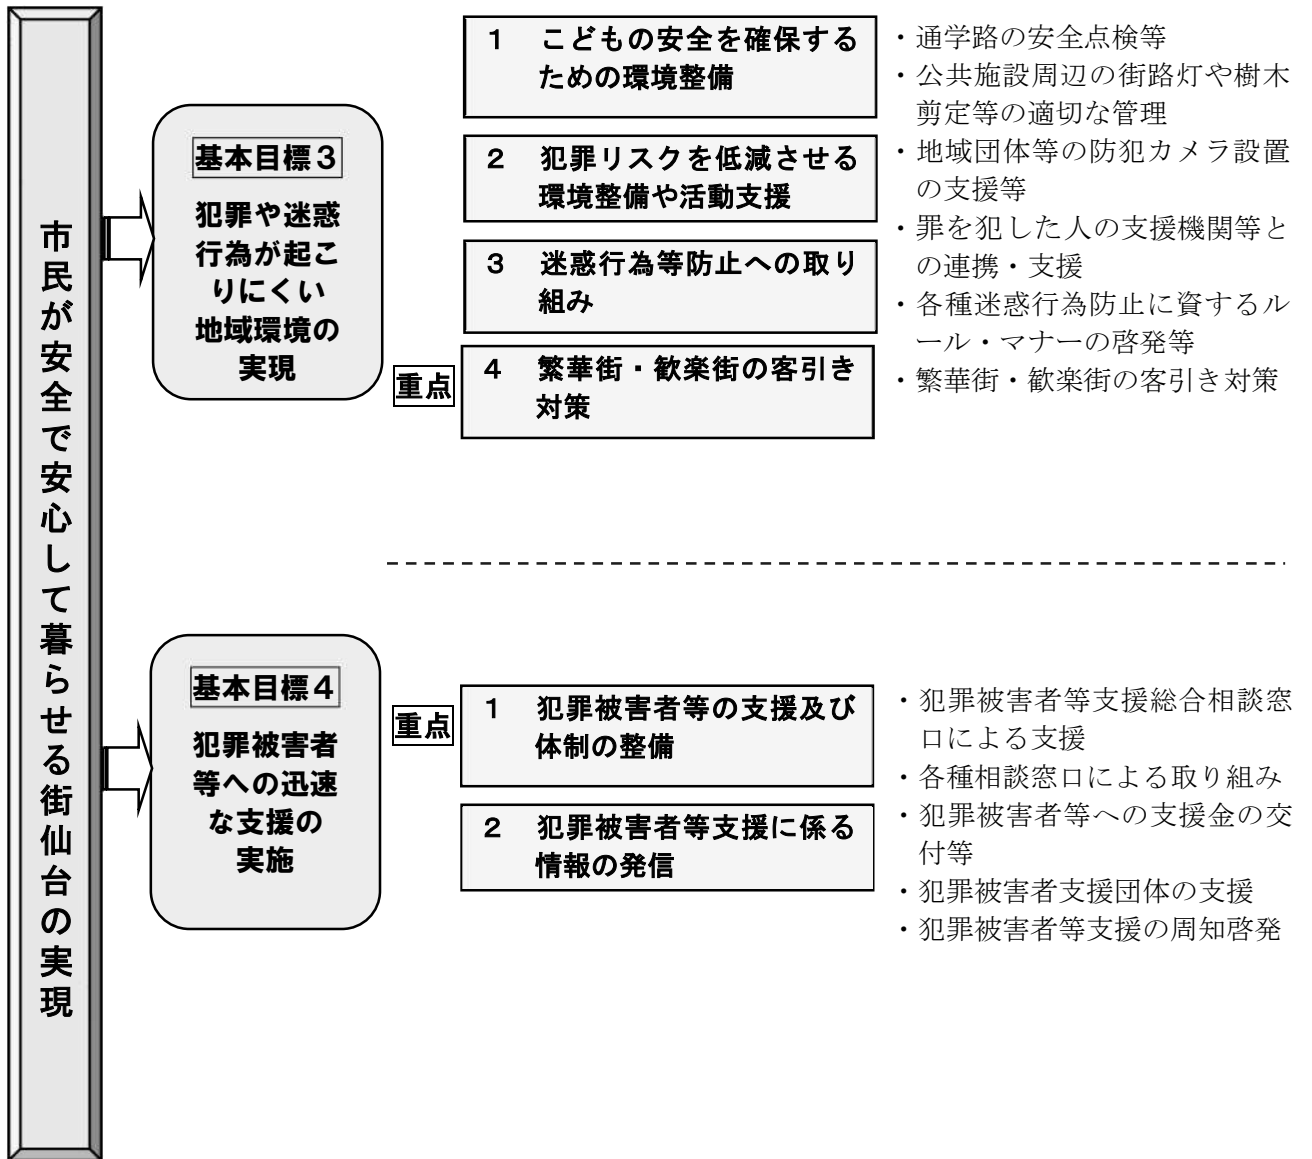 市民が安全で安心して暮らせる街仙台の実現
基本目標３
犯罪や迷惑
行為が起こ
りにくい
地域環境の
実現
１　こどもの安全を確保する
ための環境整備
２　犯罪リスクを低減させる
環境整備や活動支援
３　迷惑行為等防止への取り
組み
重点
４　繁華街・歓楽街の客引き
対策
・通学路の安全点検等
・公共施設周辺の街路灯や樹木
剪定等の適切な管理
・地域団体等の防犯カメラ設置
の支援等
・罪を犯した人の支援機関等と
の連携・支援
・各種迷惑行為防止に資するル
ール・マナーの啓発等
・繁華街・歓楽街の客引き対策
基本目標４
犯罪被害者
等への迅速
な支援の
実施
重点
１　犯罪被害者等の支援及び
体制の整備
２　犯罪被害者等支援に係る
情報の発信
・犯罪被害者等支援総合相談窓
口による支援
・各種相談窓口による取り組み
・犯罪被害者等への支援金の交
付等
・犯罪被害者支援団体の支援
・犯罪被害者等支援の周知啓発